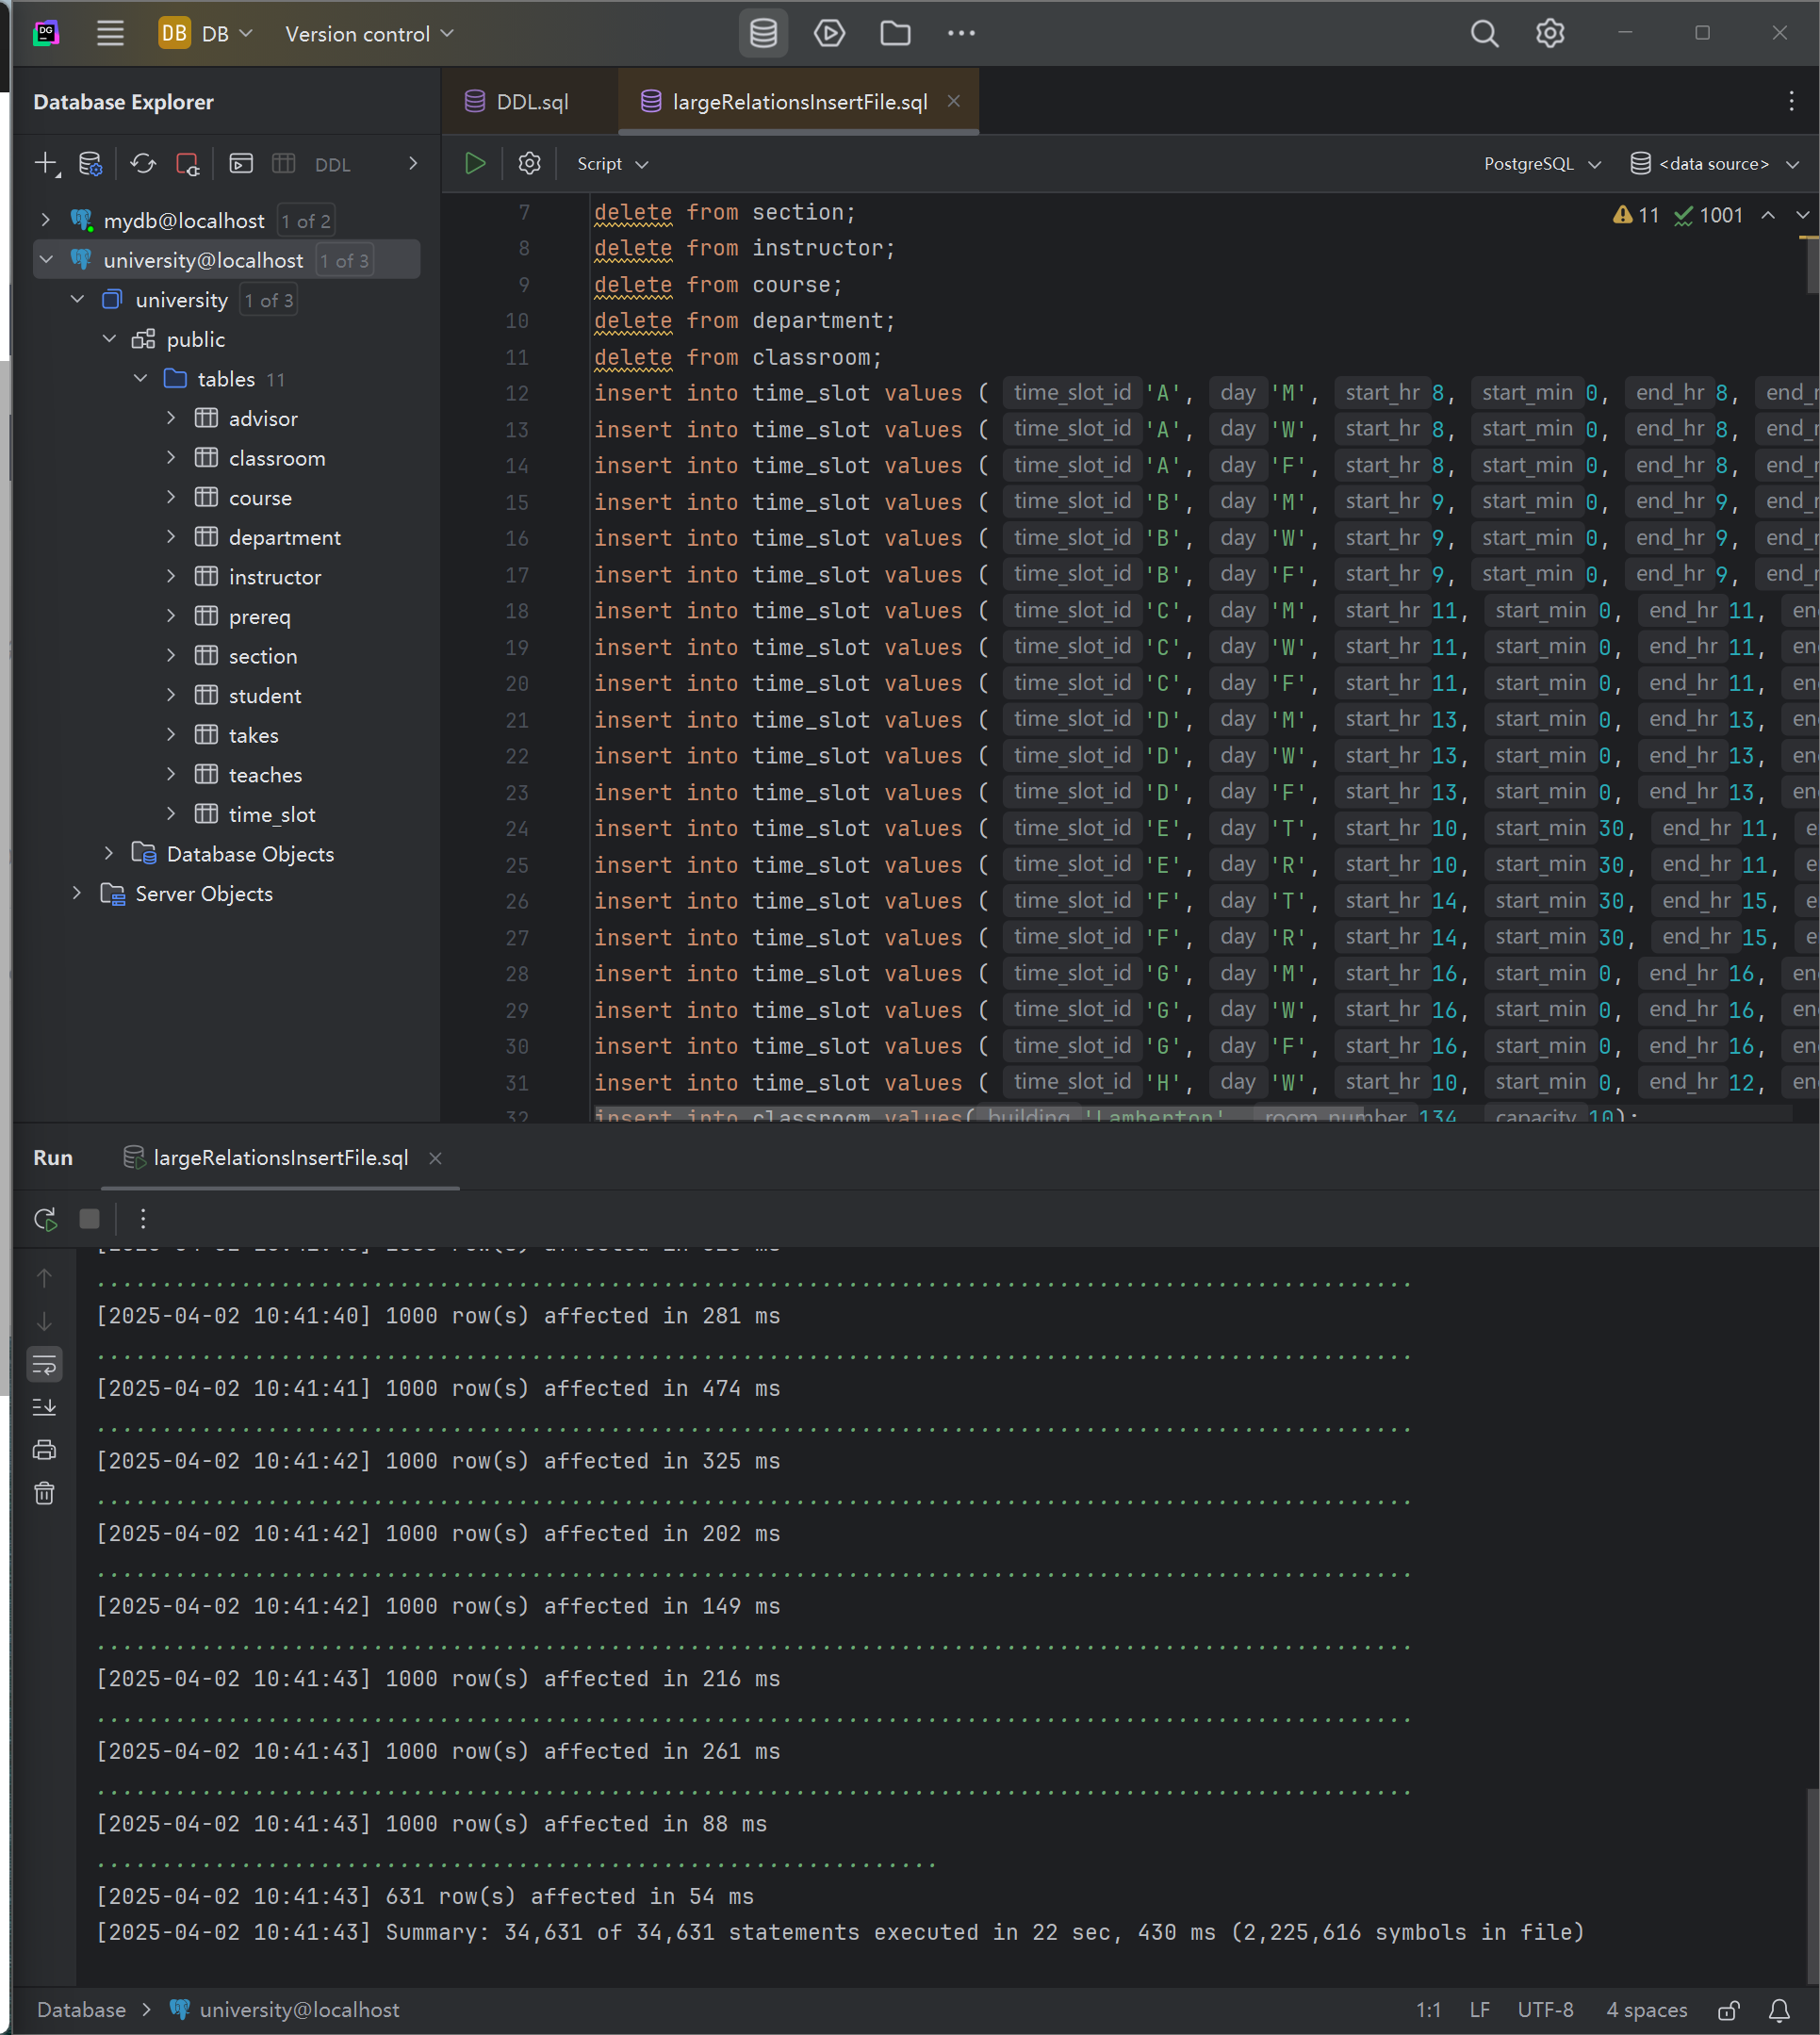 DG DB DB Version control
Database Explorer
DDL
mydb@localhost 1 of 2
university@localhost 1 of 3
university 1 of 3
public
tables 11
advisor
classroom
course
department
instructor
prereq
section
student
takes
teaches
time_slot
Database Objects
Server Objects
DDL.sql largeRelationsInsertFile.sql
Script PostgreSQL <data source>
11 1001
7 delete from section;
8 delete from instructor;
9 delete from course;
10 delete from department;
11 delete from classroom;
12 insert into time_slot values ( time_slot_id 'A', day 'M', start_hr 8, start_min 0, end_hr 8, end_
13 insert into time_slot values ( time_slot_id 'A', day 'W', start_hr 8, start_min 0, end_hr 8, end_
14 insert into time_slot values ( time_slot_id 'A', day 'F', start_hr 8, start_min 0, end_hr 8, end_
15 insert into time_slot values ( time_slot_id 'B', day 'M', start_hr 9, start_min 0, end_hr 9, end_
16 insert into time_slot values ( time_slot_id 'B', day 'W', start_hr 9, start_min 0, end_hr 9, end_
17 insert into time_slot values ( time_slot_id 'B', day 'F', start_hr 9, start_min 0, end_hr 9, end_
18 insert into time_slot values ( time_slot_id 'C', day 'M', start_hr 11, start_min 0, end_hr 11, en
19 insert into time_slot values ( time_slot_id 'C', day 'W', start_hr 11, start_min 0, end_hr 11, en
20 insert into time_slot values ( time_slot_id 'C', day 'F', start_hr 11, start_min 0, end_hr 11, en
21 insert into time_slot values ( time_slot_id 'D', day 'M', start_hr 13, start_min 0, end_hr 13, en
22 insert into time_slot values ( time_slot_id 'D', day 'W', start_hr 13, start_min 0, end_hr 13, en
23 insert into time_slot values ( time_slot_id 'D', day 'F', start_hr 13, start_min 0, end_hr 13, en
24 insert into time_slot values ( time_slot_id 'E', day 'T', start_hr 10, start_min 30, end_hr 11, e
25 insert into time_slot values ( time_slot_id 'E', day 'R', start_hr 10, start_min 30, end_hr 11, e
26 insert into time_slot values ( time_slot_id 'F', day 'T', start_hr 14, start_min 30, end_hr 15, e
27 insert into time_slot values ( time_slot_id 'F', day 'R', start_hr 14, start_min 30, end_hr 15, e
28 insert into time_slot values ( time_slot_id 'G', day 'M', start_hr 16, start_min 0, end_hr 16, en
29 insert into time_slot values ( time_slot_id 'G', day 'W', start_hr 16, start_min 0, end_hr 16, en
30 insert into time_slot values ( time_slot_id 'G', day 'F', start_hr 16, start_min 0, end_hr 16, en
31 insert into time_slot values ( time_slot_id 'H', day 'W', start_hr 10, start_min 0, end_hr 12, en
32 insert into classroom values( building 'Lamberton', room_number 134, capacity 10);
Run largeRelationsInsertFile.sql
[2025-04-02 10:41:40] 1000 row(s) affected in 281 ms
[2025-04-02 10:41:41] 1000 row(s) affected in 474 ms
[2025-04-02 10:41:42] 1000 row(s) affected in 325 ms
[2025-04-02 10:41:42] 1000 row(s) affected in 202 ms
[2025-04-02 10:41:42] 1000 row(s) affected in 149 ms
[2025-04-02 10:41:43] 1000 row(s) affected in 216 ms
[2025-04-02 10:41:43] 1000 row(s) affected in 261 ms
[2025-04-02 10:41:43] 1000 row(s) affected in 88 ms
[2025-04-02 10:41:43] 631 row(s) affected in 54 ms
[2025-04-02 10:41:43] Summary: 34,631 of 34,631 statements executed in 22 sec, 430 ms (2,225,616 symbols in file)
Database > university@localhost 1:1 LF UTF-8 4 spaces